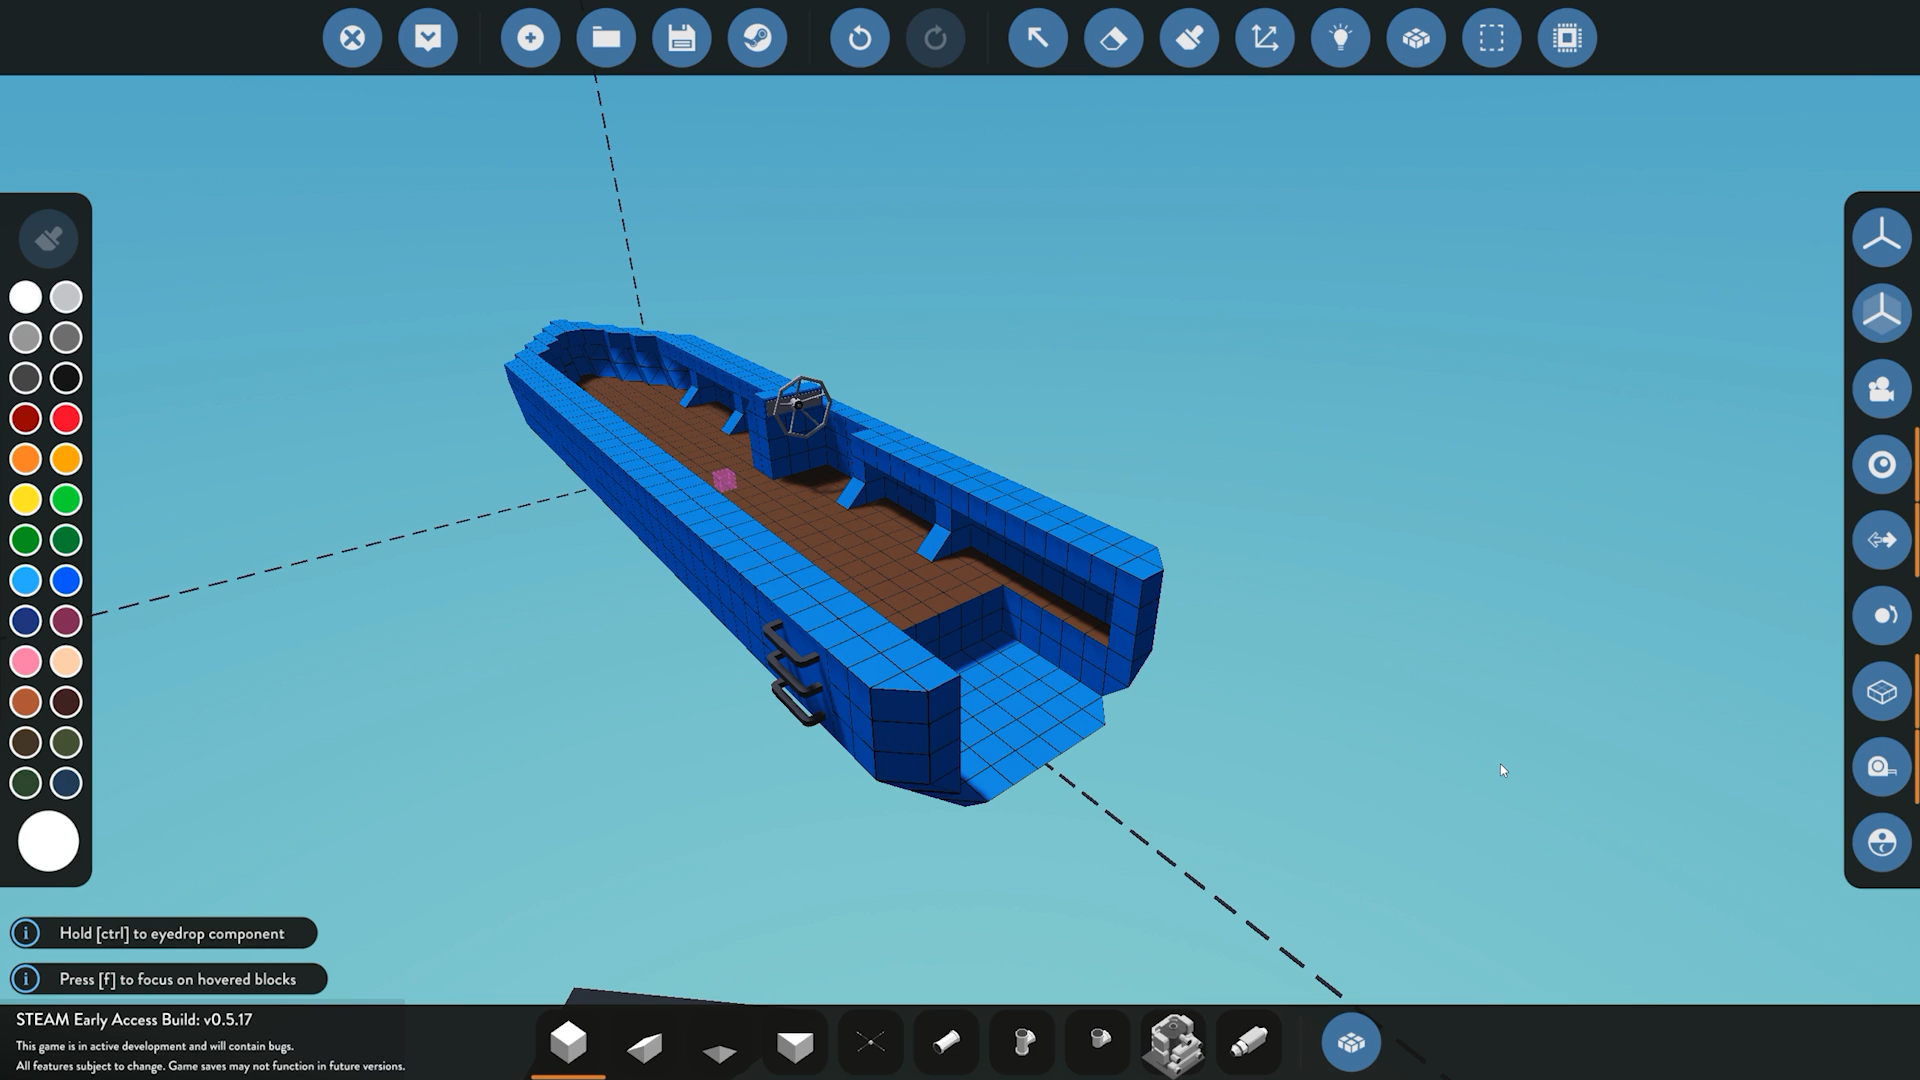 Hold [ctrl] to eyedrop component
Press [f] to focus on hovered blocks
STEAM Early Access Build: v0.5.17
This game is in active development and will contain bugs.
All features subject to change. Game saves may not function in future versions.